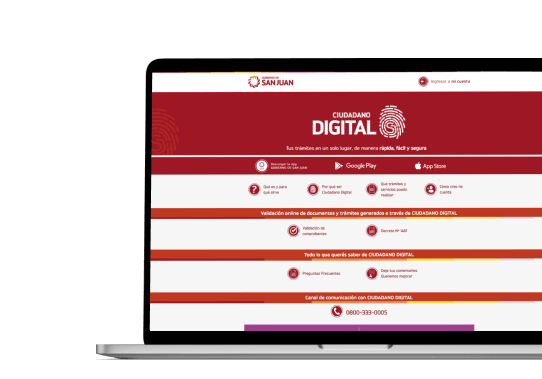 GOBIERNO DE
SAN JUAN
Ingresar a mi cuenta
CIUDADANO
DIGITAL
Tus trámites en un solo lugar, de manera rápida, fácil y segura
Descargar la App
GOBIERNO DE SAN JUAN
Google Play
App Store
Qué es y para
qué sirve
Por qué ser
Ciudadano Digital
Qué trámites y
servicios puedo
realizar
Cómo creo mi
cuenta
Validación online de documentos y trámites generados a través de CIUDADANO DIGITAL
Validación de
comprobantes
Decreto Nº
Todo lo que querés saber de CIUDADANO DIGITAL
Preguntas Frecuentes
Deja tus comentarios
Queremos mejorar
Canal de comunicación con CIUDADANO DIGITAL
0800-333-0005